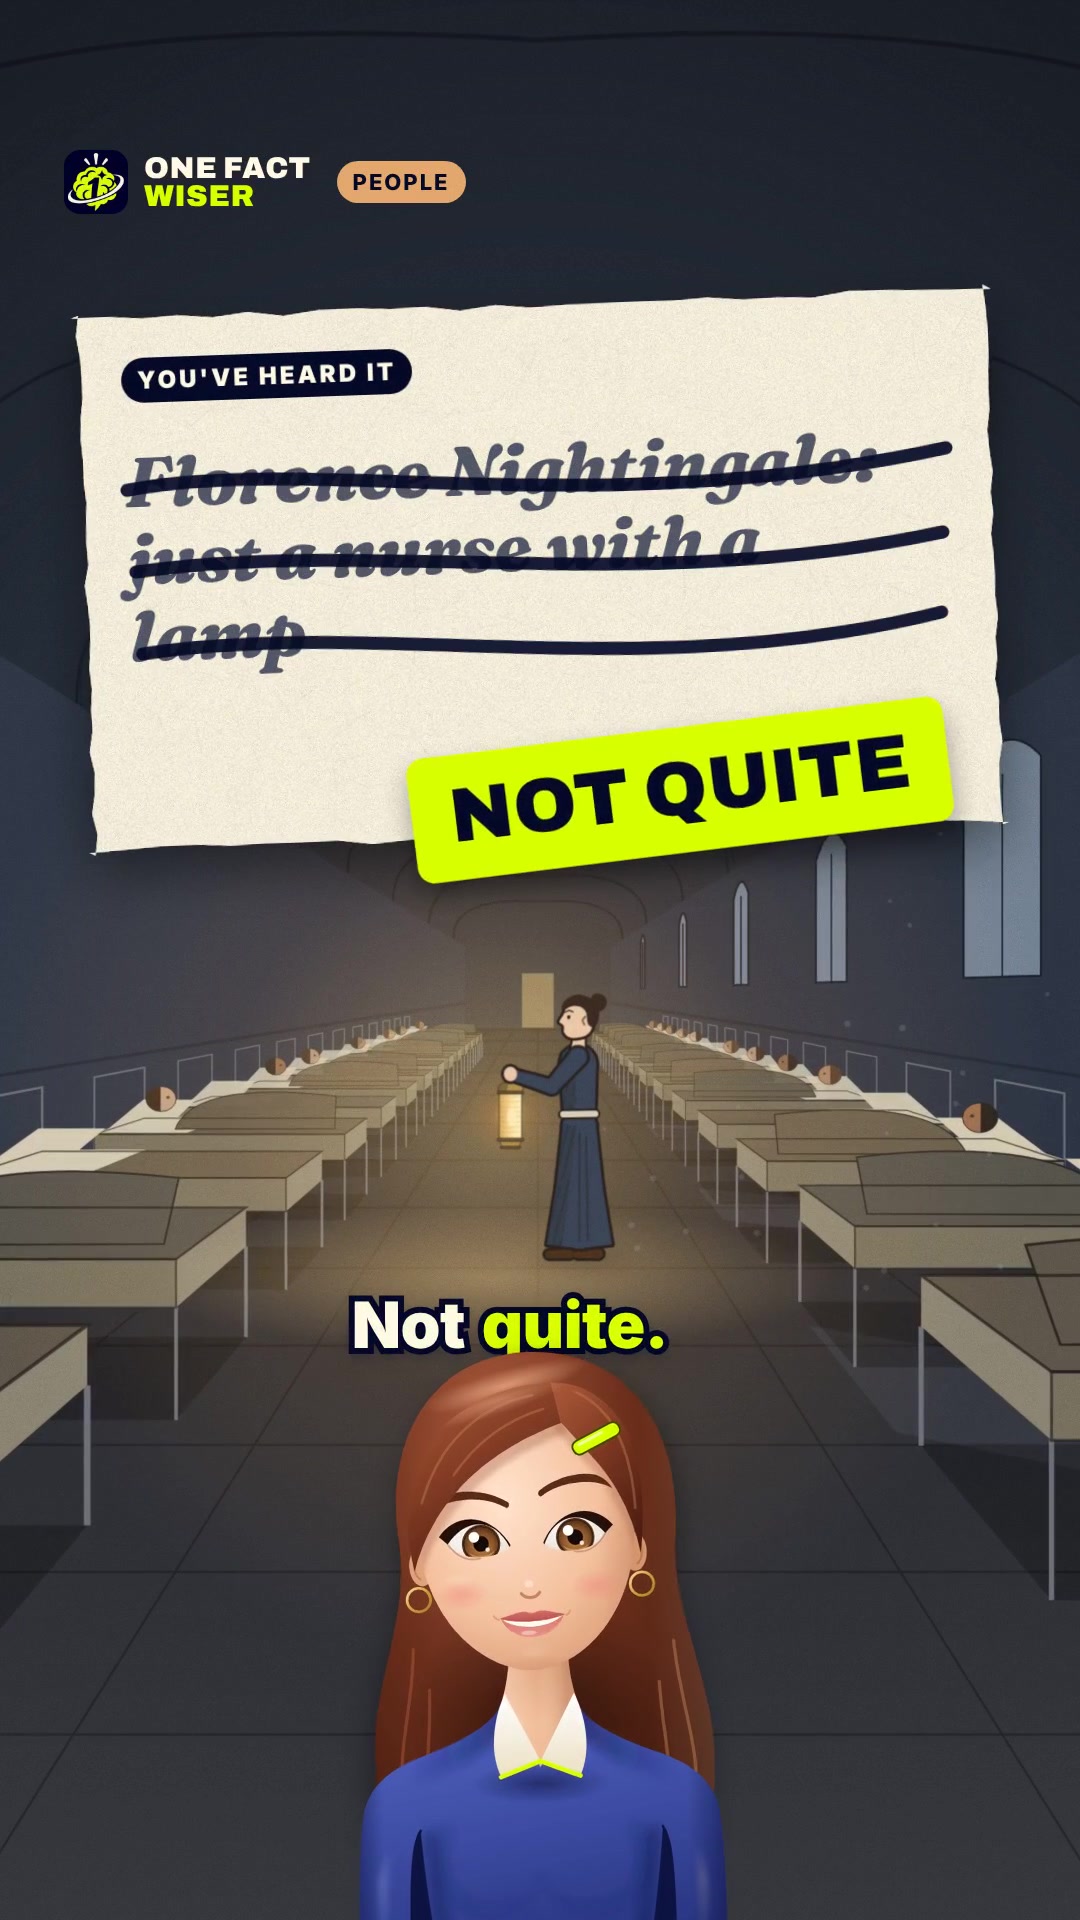 ONE FACT
WISER
PEOPLE
YOU'VE HEARD IT
Florence Nightingale:
just a nurse with a
lamp
NOT QUITE
Not quite.